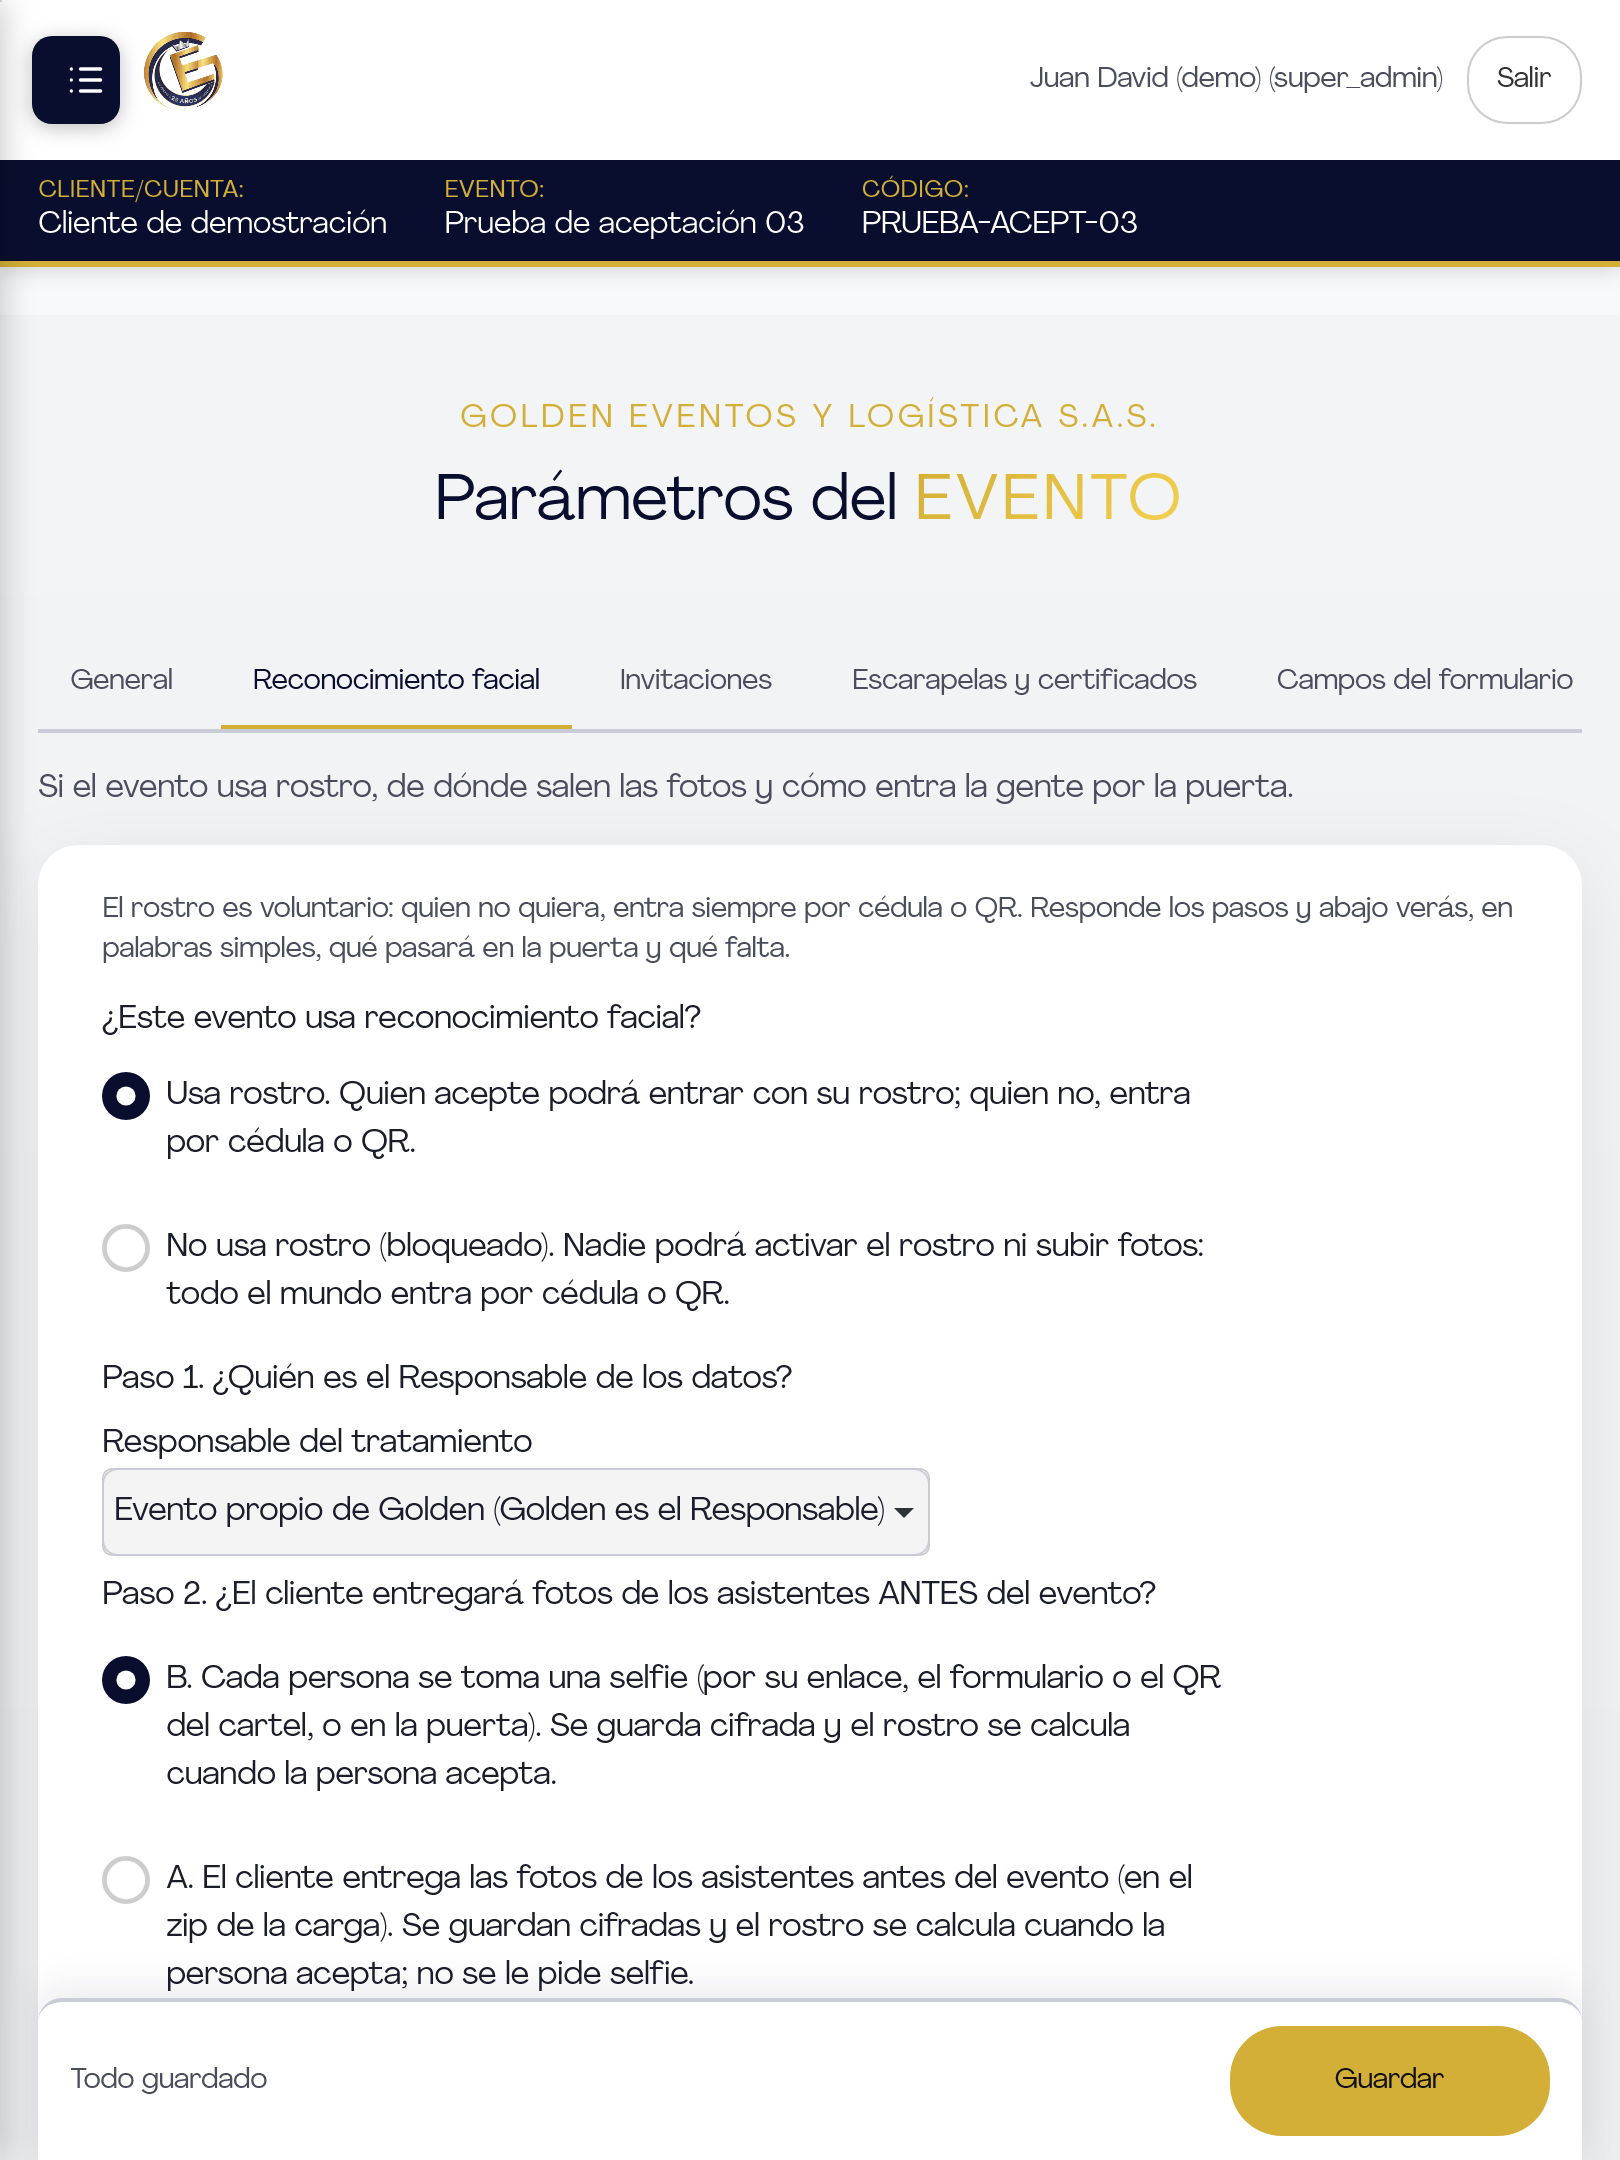 Juan David (demo) (super_admin)
Salir
CLIENTE/CUENTA:
Cliente de demostración
EVENTO:
Prueba de aceptación 03
CÓDIGO:
PRUEBA-ACEPT-03
GOLDEN EVENTOS Y LOGÍSTICA S.A.S.
Parámetros del EVENTO
General
Reconocimiento facial
Invitaciones
Escarapelas y certificados
Campos del formulario
Si el evento usa rostro, de dónde salen las fotos y cómo entra la gente por la puerta.
El rostro es voluntario: quien no quiera, entra siempre por cédula o QR. Responde los pasos y abajo verás, en
palabras simples, qué pasará en la puerta y qué falta.
¿Este evento usa reconocimiento facial?
Usa rostro. Quien acepte podrá entrar con su rostro; quien no, entra
por cédula o QR.
No usa rostro (bloqueado). Nadie podrá activar el rostro ni subir fotos:
todo el mundo entra por cédula o QR.
Paso 1. ¿Quién es el Responsable de los datos?
Responsable del tratamiento
Evento propio de Golden (Golden es el Responsable)
Paso 2. ¿El cliente entregará fotos de los asistentes ANTES del evento?
B. Cada persona se toma una selfie (por su enlace, el formulario o el QR
del cartel, o en la puerta). Se guarda cifrada y el rostro se calcula
cuando la persona acepta.
A. El cliente entrega las fotos de los asistentes antes del evento (en el
zip de la carga). Se guardan cifradas y el rostro se calcula cuando la
persona acepta; no se le pide selfie.
Todo guardado
Guardar